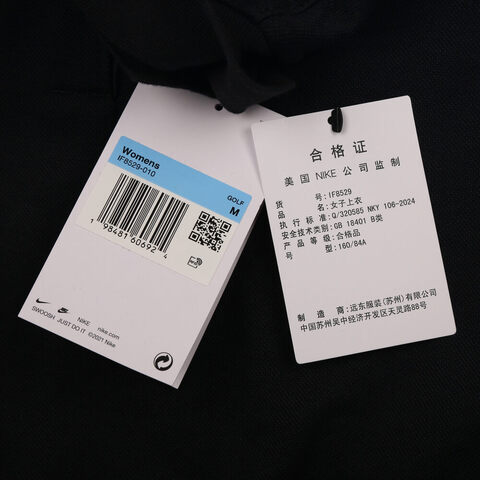 Womens
IF8529-010
GOLF
M
1 98481 60692 4
NIKE nike.com
SWOOSH JUST DO IT ©2021 Nike
合格证
美国 NIKE 公司监制
货 号: IF8529
品 名: 女子上衣
执行标准: Q/320585 NKY 106-2024
安全技术类别: GB 18401 B类
产品等级: 合格品
型号: 160/84A
制造商: 远东服装(苏州)有限公司
中国苏州吴中经济开发区天灵路88号